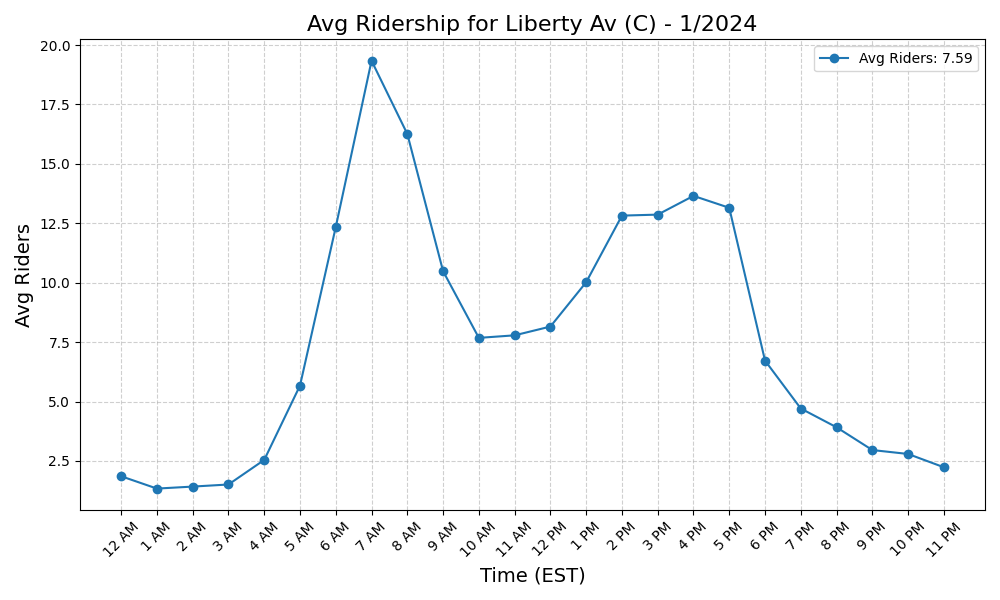 Avg Ridership for Liberty Av (C) - 1/2024
Avg Riders: 7.59
Avg Riders
20.0
17.5
15.0
12.5
10.0
7.5
5.0
2.5
12 AM
1 AM
2 AM
3 AM
4 AM
5 AM
6 AM
7 AM
8 AM
9 AM
10 AM
11 AM
12 PM
1 PM
2 PM
3 PM
4 PM
5 PM
6 PM
7 PM
8 PM
9 PM
10 PM
11 PM
Time (EST)